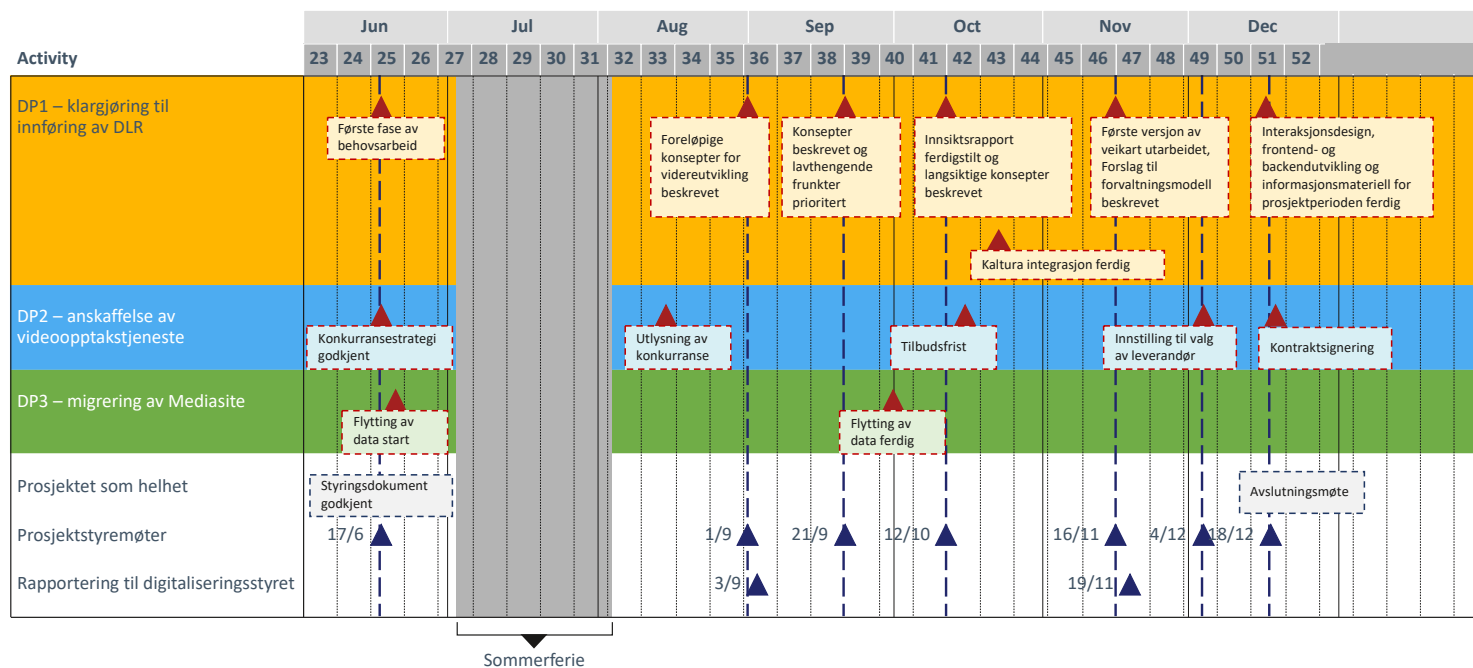 Jun Jul Aug Sep Oct Nov Dec
Activity 23 24 25 26 27 28 29 30 31 32 33 34 35 36 37 38 39 40 41 42 43 44 45 46 47 48 49 50 51 52
DP1 – klargjøring til
innføring av DLR
Første fase av
behovsarbeid
Foreløpige
konsepter for
videreutvikling
beskrevet
Konsepter
beskrevet og
lavthengende
frunkter
prioritert
Innsiktsrapport
ferdigstilt og
langsiktige konsepter
beskrevet
Første versjon av
veikart utarbeidet,
Forslag til
forvaltningsmodell
beskrevet
Interaksjonsdesign,
frontend- og
backendutvikling og
informasjonsmateriell for
prosjektperioden ferdig
Kaltura integrasjon ferdig
DP2 – anskaffelse av
videoopptakstjeneste
Konkurransestrategi
godkjent
Utlysning av
konkurranse
Tilbudsfrist
Innstilling til valg
av leverandør
Kontraktsignering
DP3 – migrering av Mediasite
Flytting av
data start
Flytting av
data ferdig
Prosjektet som helhet
Styringsdokument
godkjent
Avslutningsmøte
Prosjektstyremøter 17/6 1/9 21/9 12/10 16/11 4/12 18/12
Rapportering til digitaliseringsstyret 3/9 19/11
Sommerferie